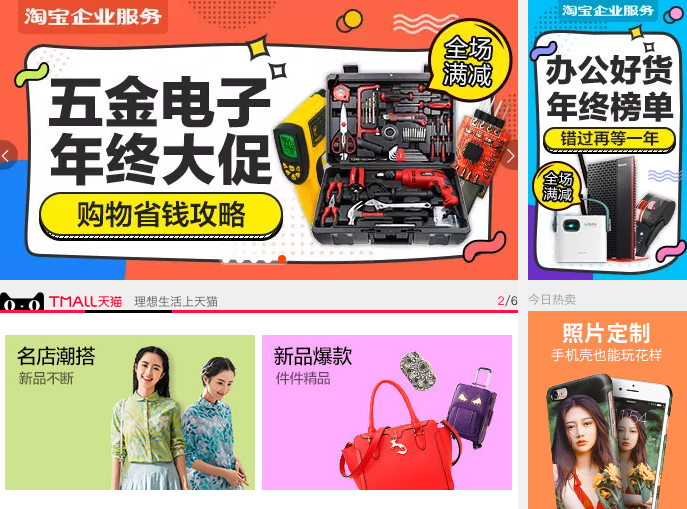 淘宝企业服务
五金电子
年终大促
购物省钱攻略
全场
满减
淘宝企业服务
办公好货
年终榜单
错过再等一年
全场
满减
TMALL天猫 理想生活上天猫 2/6
今日热卖
名店潮搭
新品不断
新品爆款
件件精品
照片定制
手机壳也能玩花样